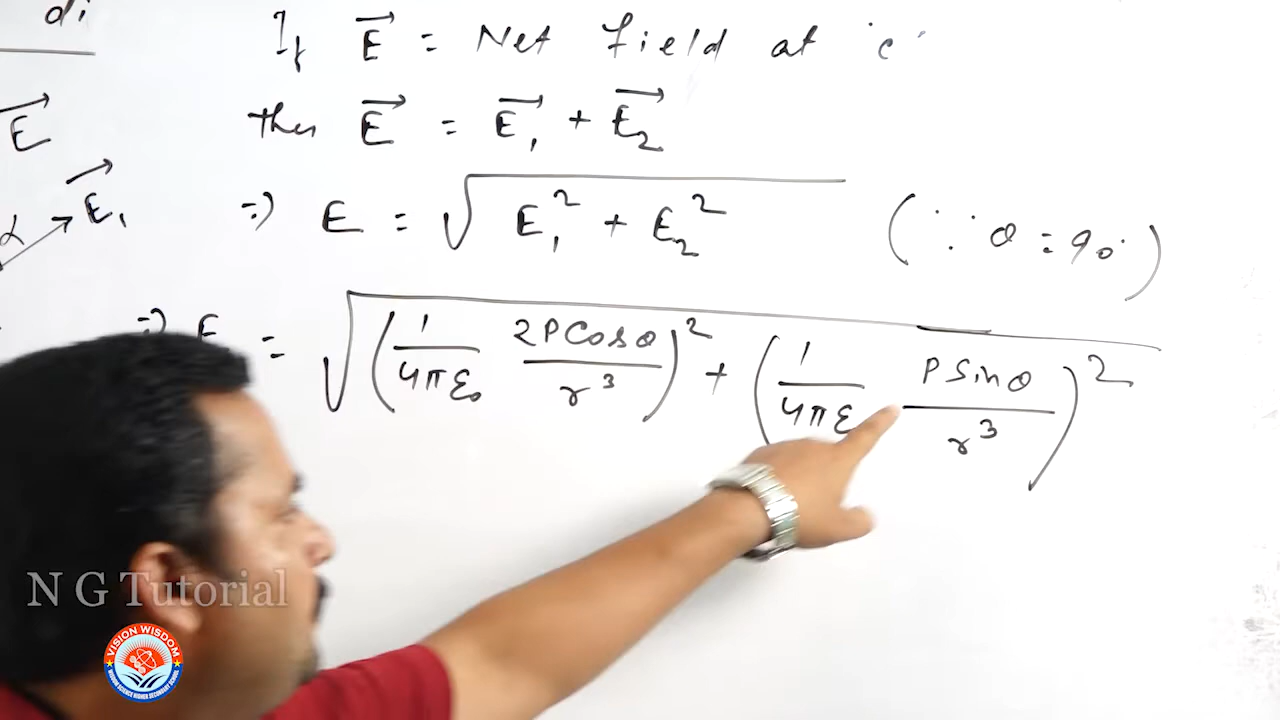 di
If E⃗ = Net field at 'c'
then E⃗ = E⃗₁ + E⃗₂
E⃗
E⃗₁
α
⇒ E = √(E₁² + E₂²) (∵ θ = 90°)
⇒ E = √((1/4πε₀ 2PCosθ/r³)² + (1/4πε PSinθ/r³)²)
N G Tutorial
VISION WISDOM